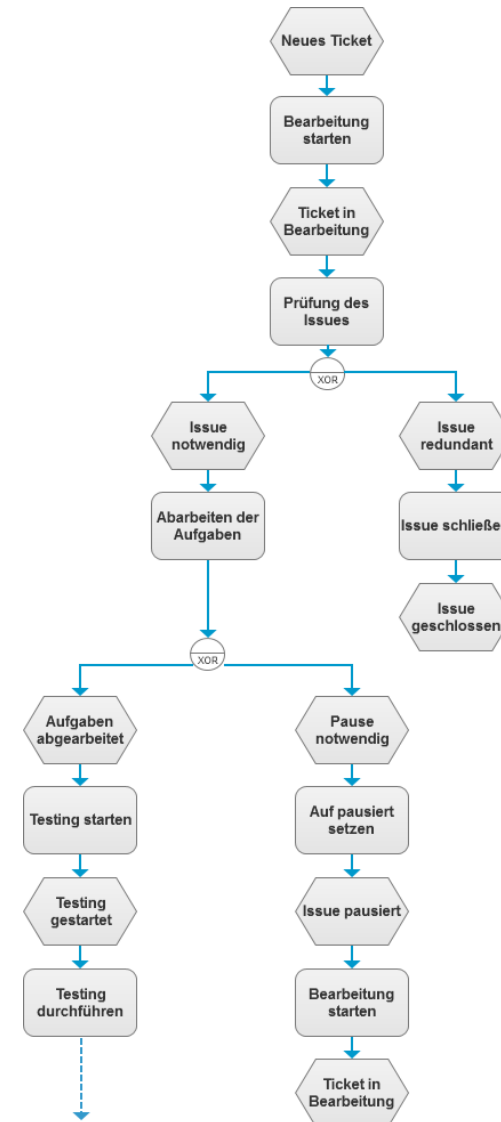 Neues Ticket
Bearbeitung
starten
Ticket in
Bearbeitung
Prüfung des
Issues
XOR
Issue
notwendig
Issue
redundant
Abarbeiten der
Aufgaben
Issue schließe
Issue
geschlossen
XOR
Aufgaben
abgearbeitet
Pause
notwendig
Testing starten
Auf pausiert
setzen
Testing
gestartet
Issue pausiert
Testing
durchführen
Bearbeitung
starten
Ticket in
Bearbeitung